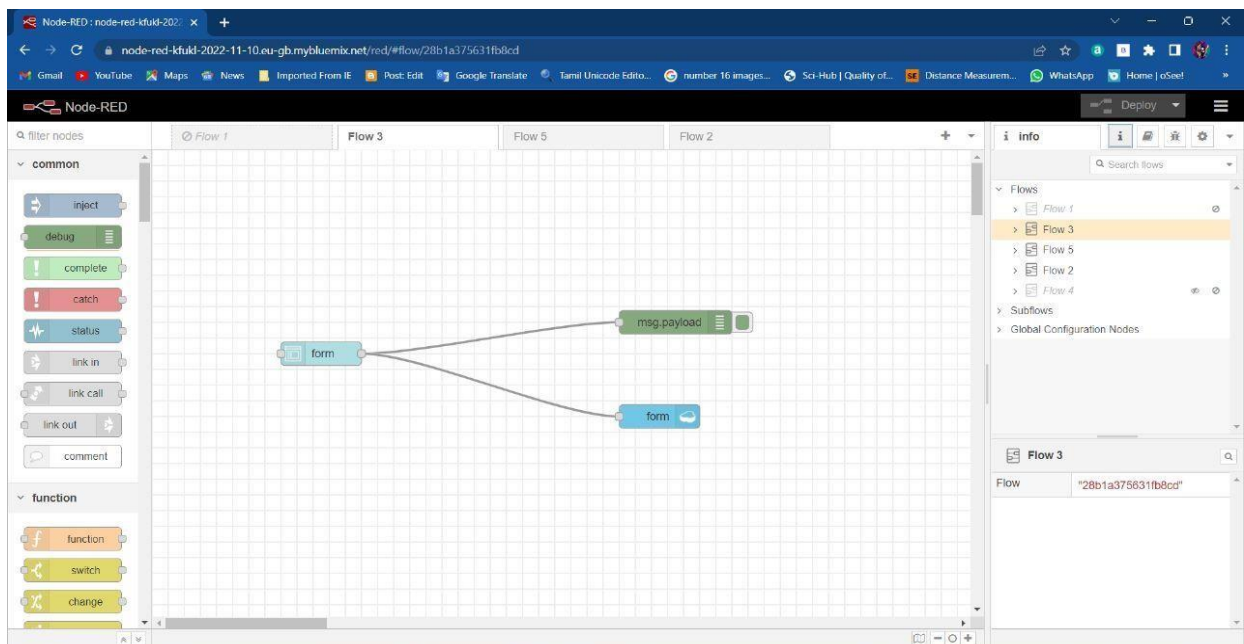 Node-RED : node-red-kfukl-202
node-red-kfukl-2022-11-10.eu-gb.mybluemix.net/red/#flow/28b1a375631fb8cd
Gmail YouTube Maps News Imported From IE Post: Edit Google Translate Tamil Unicode Edito... number 16 images... Sci-Hub | Quality of... SE Distance Measurem... WhatsApp Home | oSee! »
Node-RED Deploy
filter nodes Flow 1 Flow 3 Flow 5 Flow 2 i info
Search flows
common
inject
debug
complete
catch
status
link in
link call
link out
comment
function
function
switch
change
form
msg.payload
form
Flows
Flow 1
Flow 3
Flow 5
Flow 2
Flow 4
Subflows
Global Configuration Nodes
Flow 3
Flow "28b1a375631fb8cd"